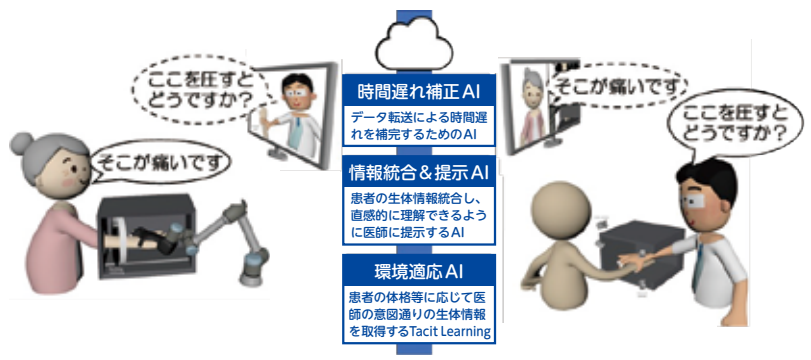 ここを圧すと
どうですか?
そこが痛いです
時間遅れ補正AI
データ転送による時間遅
れを補完するためのAI
情報統合&提示AI
患者の生体情報統合し、
直感的に理解できるよう
に医師に提示するAI
環境適応AI
患者の体格等に応じて医
師の意図通りの生体情報
を取得するTacit Learning
そこが痛いです
ここを圧すと
どうですか?